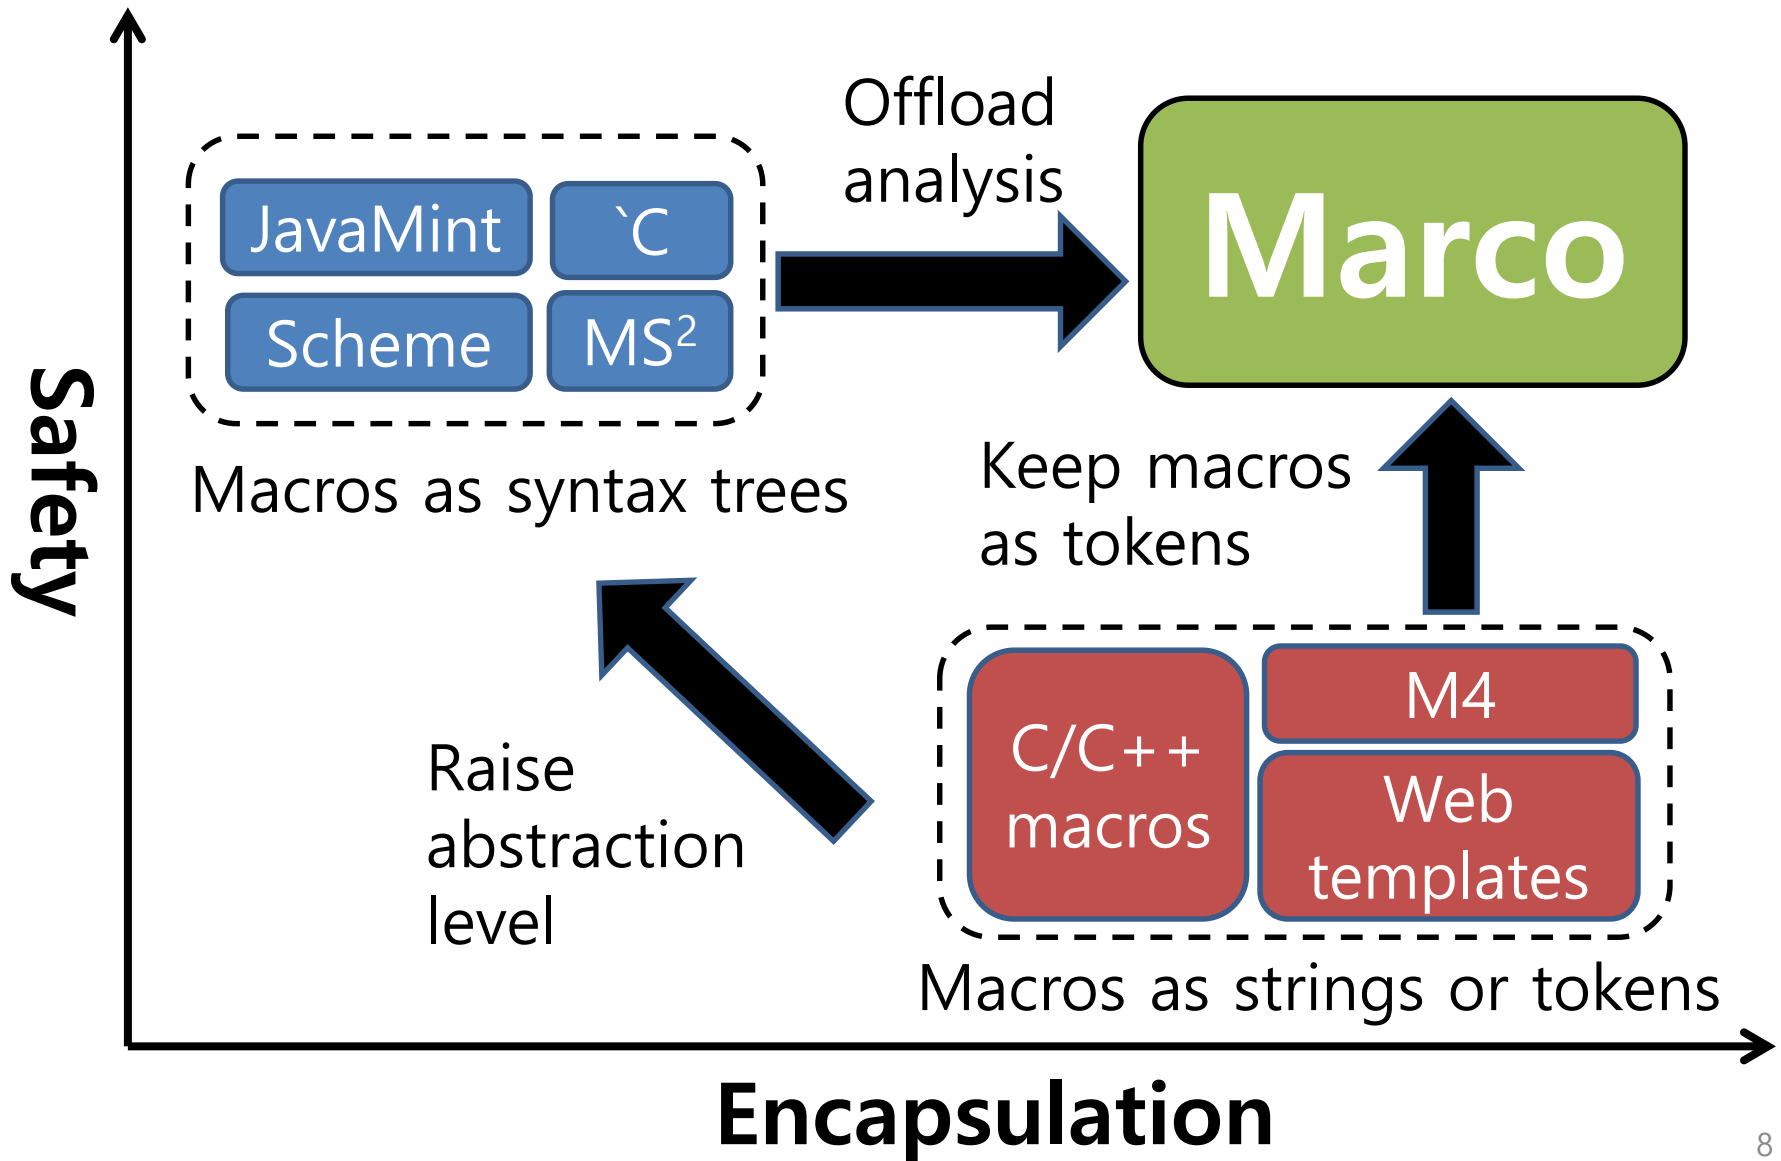 Safety
JavaMint
`C
Scheme
MS²
Macros as syntax trees
Offload
analysis
Marco
Keep macros
as tokens
Raise
abstraction
level
C/C++
macros
M4
Web
templates
Macros as strings or tokens
Encapsulation
8